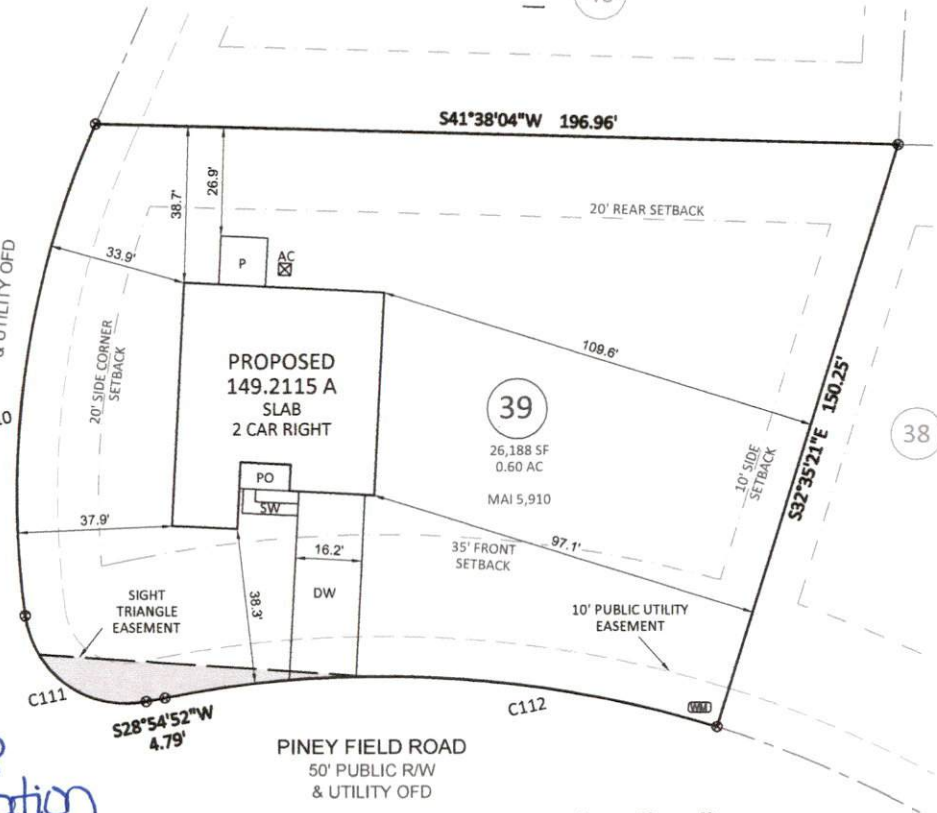 S41°38'04"W 196.96'
38.7'
26.9'
20' REAR SETBACK
& UTILITY OFD
33.9'
P
AC
109.6'
20' SIDE CORNER
SETBACK
PROPOSED
149.2115 A
SLAB
2 CAR RIGHT
39
26,188 SF
0.60 AC
MAI 5,910
S32°35'21"E 150.25'
10' SIDE
SETBACK
38
PO
SW
37.9'
16.2'
35' FRONT
SETBACK
97.1'
DW
38.3'
SIGHT
TRIANGLE
EASEMENT
10' PUBLIC UTILITY
EASEMENT
C111
C112
WM
S28°54'52"W
4.79'
PINEY FIELD ROAD
50' PUBLIC R/W
& UTILITY OFD